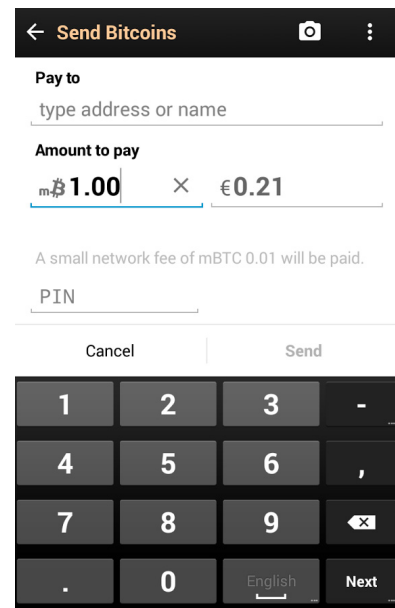 Send Bitcoins
Pay to
type address or name
Amount to pay
m₿1.00 €0.21
A small network fee of mBTC 0.01 will be paid.
PIN
Cancel Send
1 2 3 -
4 5 6 ,
7 8 9
. 0 English Next